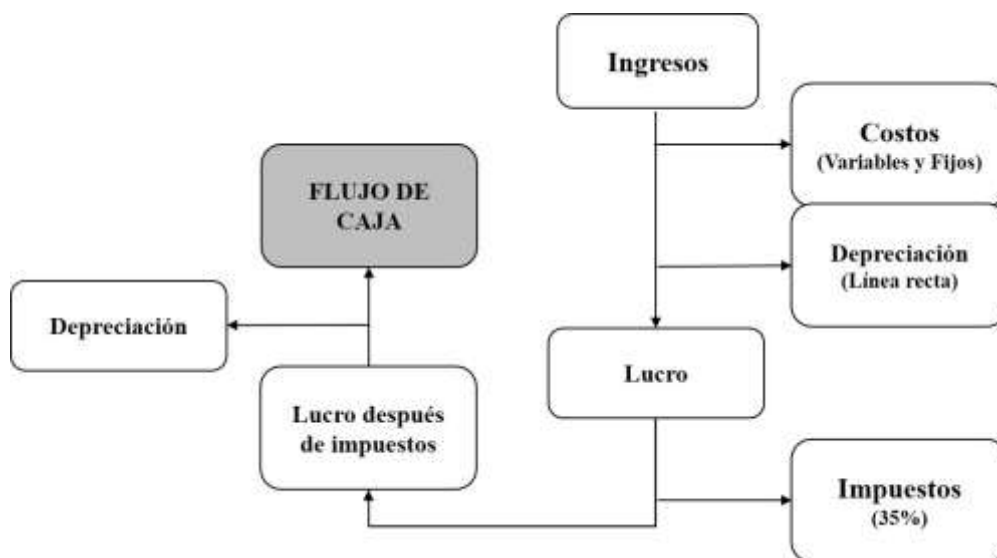 Ingresos
Costos
(Variables y Fijos)
FLUJO DE
CAJA
Depreciación
(Línea recta)
Depreciación
Lucro
Lucro después
de impuestos
Impuestos
(35%)